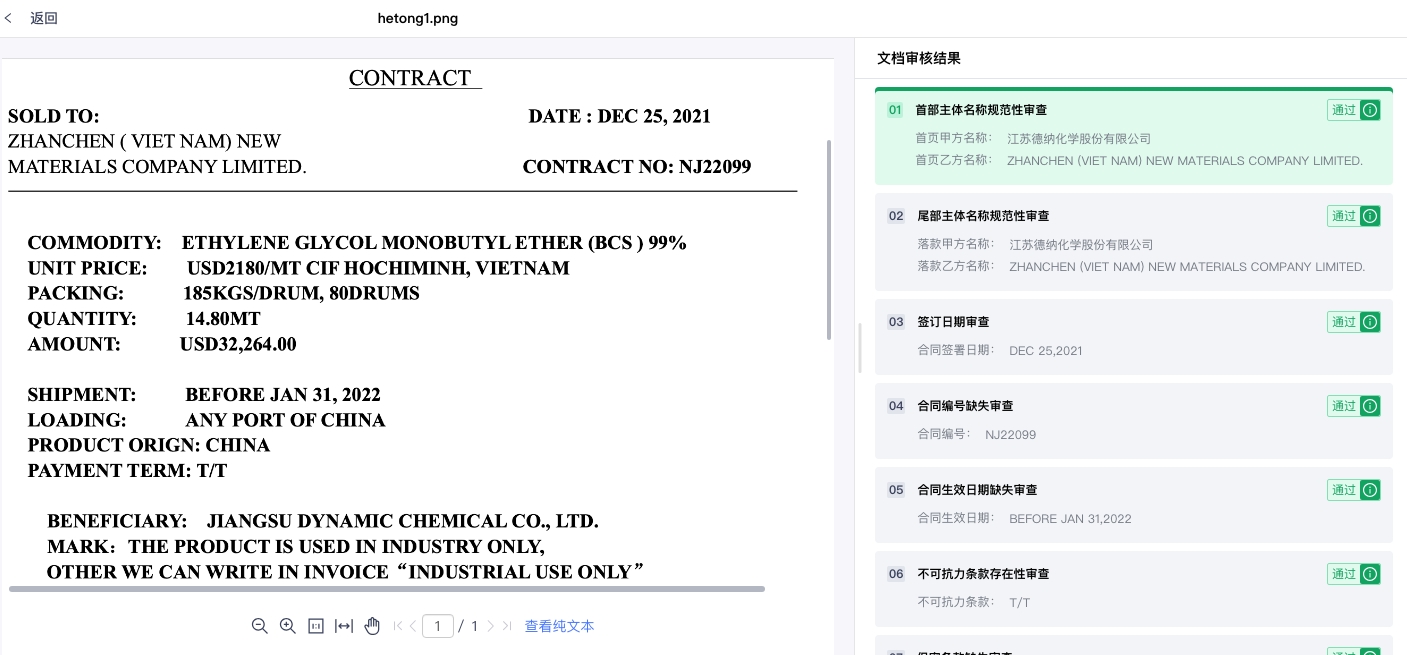 返回
hetong1.png
CONTRACT
SOLD TO:
DATE : DEC 25, 2021
ZHANCHEN ( VIET NAM) NEW
MATERIALS COMPANY LIMITED.
CONTRACT NO: NJ22099
COMMODITY: ETHYLENE GLYCOL MONOBUTYL ETHER (BCS ) 99%
UNIT PRICE: USD2180/MT CIF HOCHIMINH, VIETNAM
PACKING: 185KGS/DRUM, 80DRUMS
QUANTITY: 14.80MT
AMOUNT: USD32,264.00
SHIPMENT: BEFORE JAN 31, 2022
LOADING: ANY PORT OF CHINA
PRODUCT ORIGN: CHINA
PAYMENT TERM: T/T
BENEFICIARY: JIANGSU DYNAMIC CHEMICAL CO., LTD.
MARK：THE PRODUCT IS USED IN INDUSTRY ONLY,
OTHER WE CAN WRITE IN INVOICE “INDUSTRIAL USE ONLY”
1 / 1 查看纯文本
文档审核结果
01 首部主体名称规范性审查 通过
首页甲方名称： 江苏德纳化学股份有限公司
首页乙方名称： ZHANCHEN (VIET NAM) NEW MATERIALS COMPANY LIMITED.
02 尾部主体名称规范性审查 通过
落款甲方名称： 江苏德纳化学股份有限公司
落款乙方名称： ZHANCHEN (VIET NAM) NEW MATERIALS COMPANY LIMITED.
03 签订日期审查 通过
合同签署日期： DEC 25,2021
04 合同编号缺失审查 通过
合同编号： NJ22099
05 合同生效日期缺失审查 通过
合同生效日期： BEFORE JAN 31,2022
06 不可抗力条款存在性审查 通过
不可抗力条款： T/T